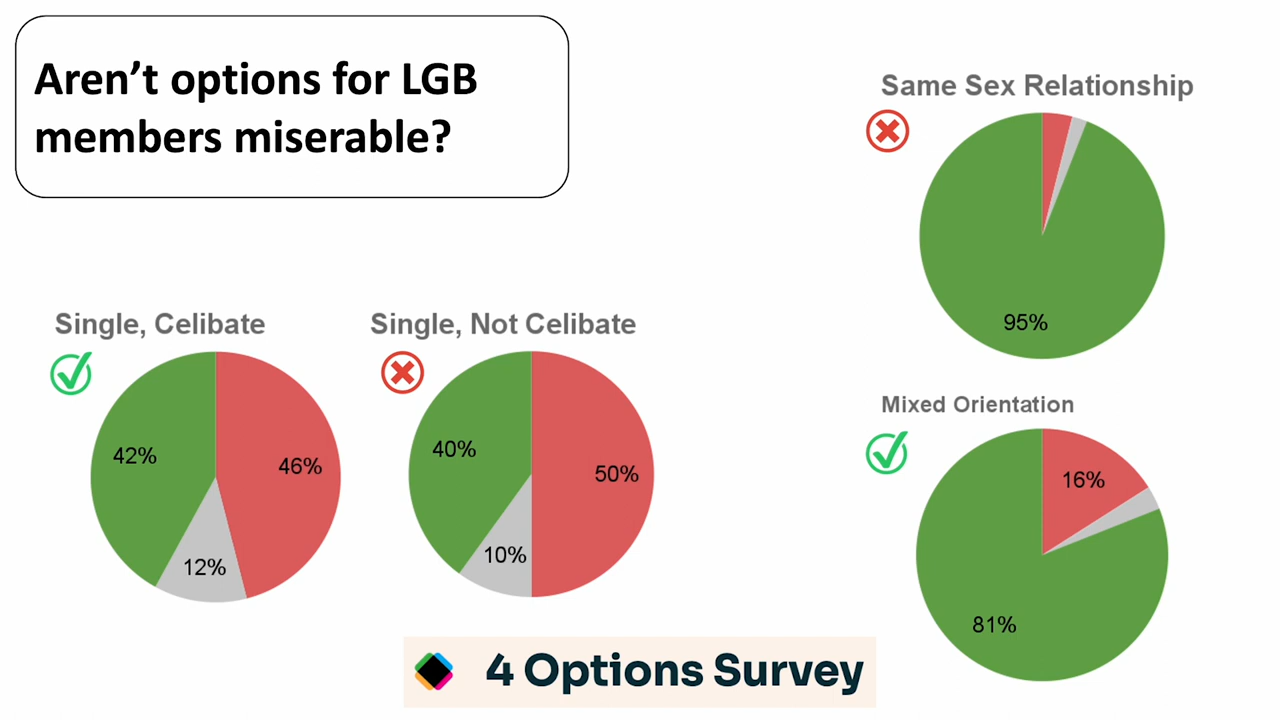 Aren’t options for LGB
members miserable?
Same Sex Relationship
95%
Single, Celibate
42%
46%
12%
Single, Not Celibate
40%
50%
10%
Mixed Orientation
16%
81%
4 Options Survey